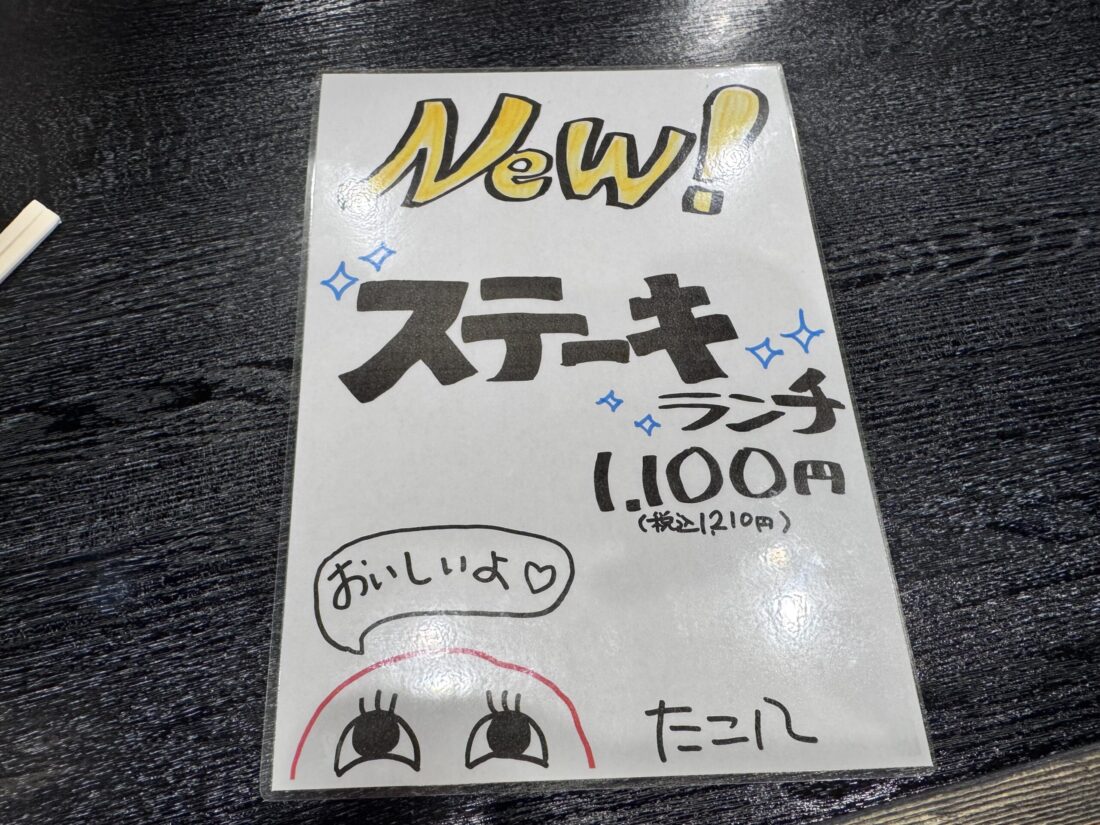 New!
ステーキ
ランチ
1.100円
(税込1,210円)
おいしいよ♡
たこ八